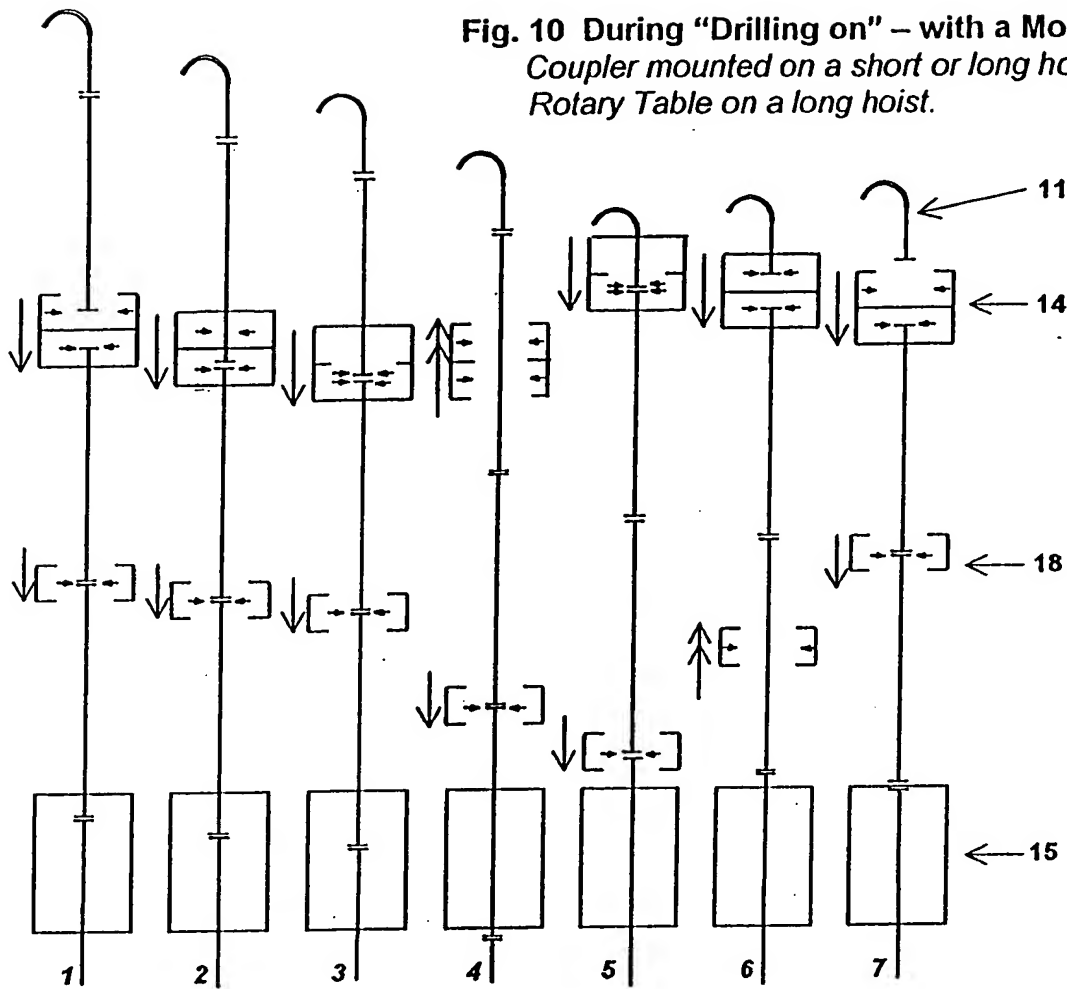 Fig. 10 During “Drilling on” – with a Mo
Coupler mounted on a short or long ho
Rotary Table on a long hoist.
11
14
18
15
1 2 3 4 5 6 7